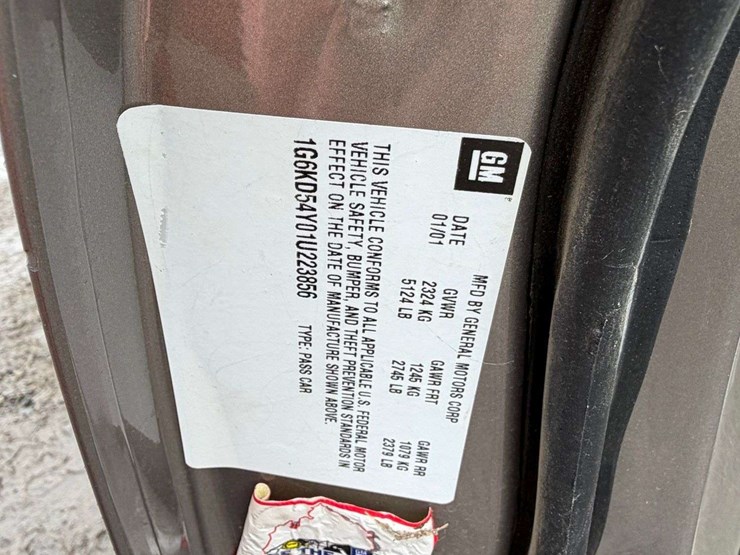 GM
MFD BY GENERAL MOTORS CORP
DATE GVWR GAWR FRT GAWR RR
01/01 2324 KG 1245 KG 1079 KG
5124 LB 2745 LB 2379 LB
THIS VEHICLE CONFORMS TO ALL APPLICABLE U.S. FEDERAL MOTOR
VEHICLE SAFETY, BUMPER, AND THEFT PREVENTION STANDARDS IN
EFFECT ON THE DATE OF MANUFACTURE SHOWN ABOVE.
1G6KD54Y01U223856 TYPE: PASS CAR